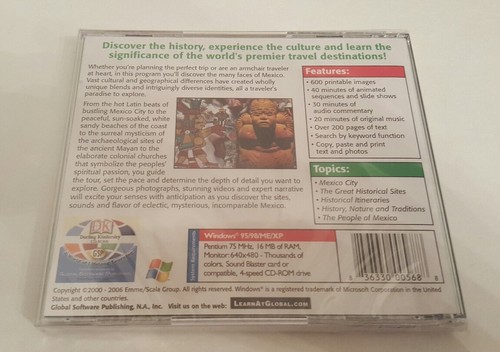 Discover the history, experience the culture and learn the
significance of the world's premier travel destinations!
Whether you're planning the perfect trip or are an armchair traveler
at heart, in this program you'll discover the many faces of Mexico.
Vast cultural and geographical differences have created wholly
unique blends and intriguingly diverse identities, all a traveler's
paradise to explore.
From the hot Latin beats of
bustling Mexico City to the
peaceful, sun-soaked, white
sandy beaches of the coast
to the surreal mysticism of
the archaeological sites of
the ancient Mayan to the
elaborate colonial churches
that symbolize the peoples'
spiritual passion, you guide
the tour, set the pace and determine the depth of detail you want to
explore. Gorgeous photographs, stunning videos and expert narrative
will excite your senses with anticipation as you discover the sites,
sounds and flavor of eclectic, mysterious, incomparable Mexico.
Features:
• 600 printable images
• 40 minutes of animated
sequences and slide shows
• 30 minutes of
audio commentary
• 20 minutes of original music
• Over 200 pages of text
• Search by keyword function
• Copy, paste and print
text and photos
Topics:
• Mexico City
• The Great Historical Sites
• Historical Itineraries
• History, Nature and Traditions
• The People of Mexico
DK
Windows® 95/98/ME/XP
Pentium 75 MHz, 16 MB of RAM,
Monitor: 640x480 - Thousands of
colors, Sound Blaster card or
compatible, 4-speed CD-ROM drive
8 36330 00568 8
Copyright ©2000 - 2006 Emme/Scala Group. All rights reserved. Windows® is a registered trademark of Microsoft Corporation in the United
States and other countries.
Global Software Publishing, N.A., Inc. Visit us on the web: LEARNATGLOBAL.COM